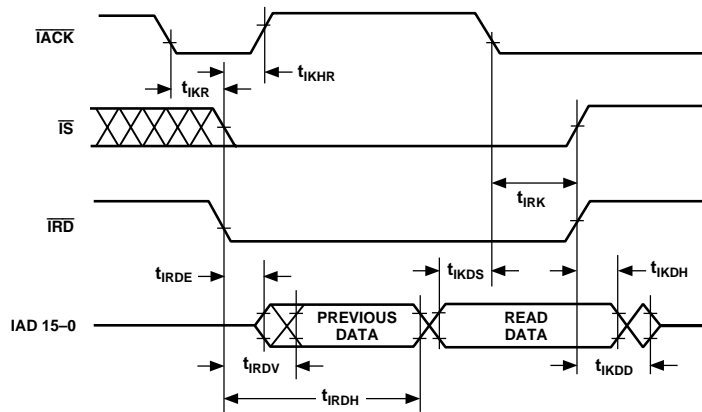 IACK
tIKHR
tIKR
IS
tIRK
IRD
tIRDE
tIKDS
tIKDH
IAD 15–0
PREVIOUS
DATA
READ
DATA
tIRDV
tIKDD
tIRDH